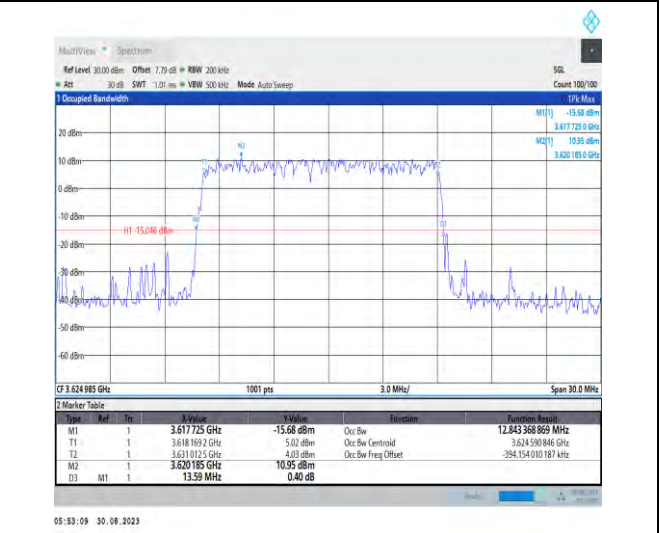 MultiView Spectrum
Ref Level 30.00 dBm Offset 7.79 dB RBW 200 kHz SGL
Att 30 dB SWT 1.01 ms VBW 500 kHz Mode Auto Sweep Count 100/100
1 Occupied Bandwidth 1Pk Max
M1[1] -15.68 dBm
3.617 725 0 GHz
20 dBm M2[1] 10.95 dBm
M2 3.620 185 0 GHz
10 dBm T1
0 dBm
-10 dBm
H1 -15.046 dBm D3
-20 dBm
-30 dBm
-40 dBm
-50 dBm
-60 dBm
CF 3.624 985 GHz 1001 pts 3.0 MHz/ Span 30.0 MHz
2 Marker Table
Type Ref Trc X-Value Y-Value Function Function Result
M1 1 3.617 725 GHz -15.68 dBm Occ Bw 12.843 368 869 MHz
T1 1 3.618 169 2 GHz 5.02 dBm Occ Bw Centroid 3.624 590 846 GHz
T2 1 3.631 012 5 GHz 4.03 dBm Occ Bw Freq Offset -394.154 010 187 kHz
M2 1 3.620 185 GHz 10.95 dBm
D3 M1 1 13.59 MHz 0.40 dB
05:53:09 30.08.2023